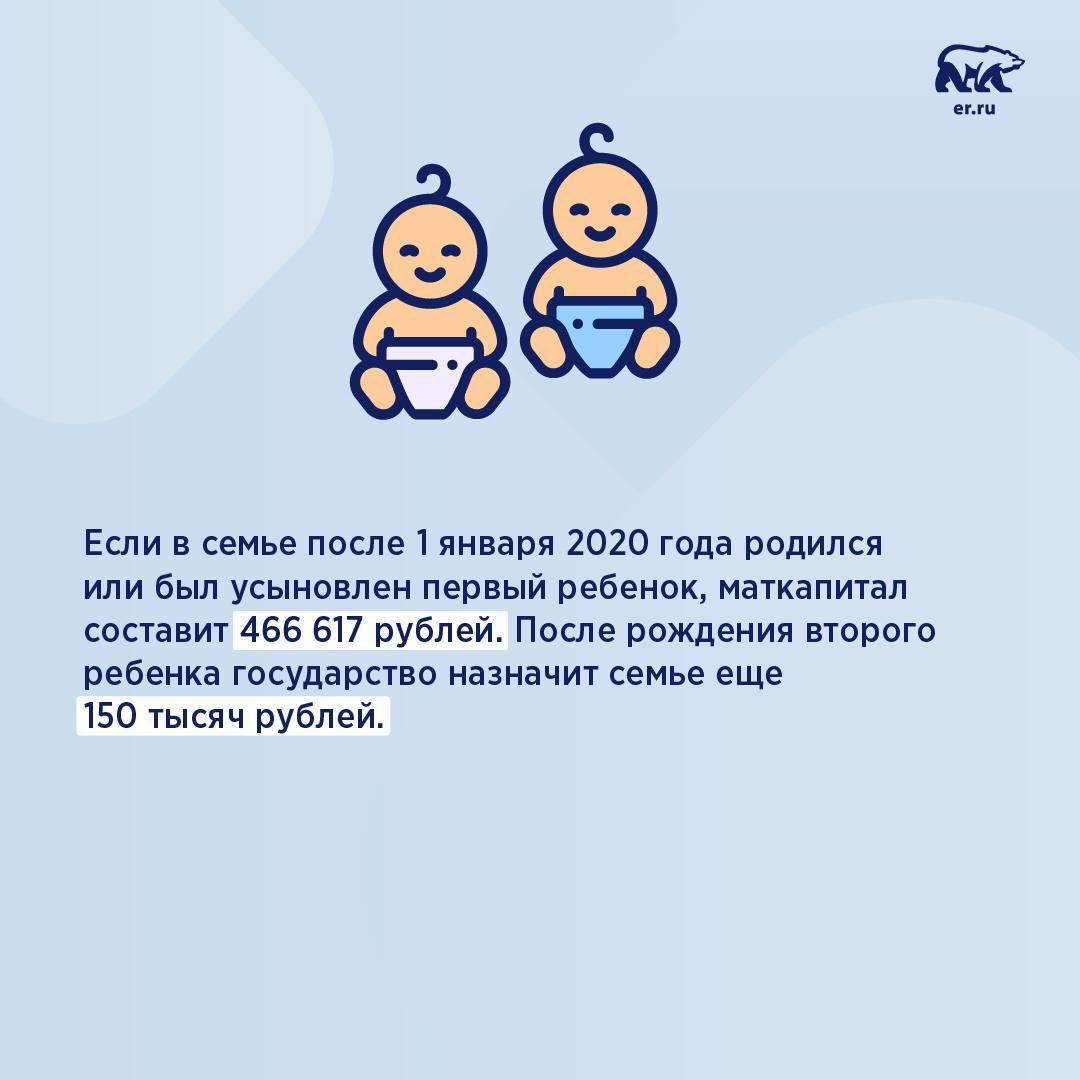 er.ru
Если в семье после 1 января 2020 года родился
или был усыновлен первый ребенок, маткапитал
составит 466 617 рублей. После рождения второго
ребенка государство назначит семье еще
150 тысяч рублей.